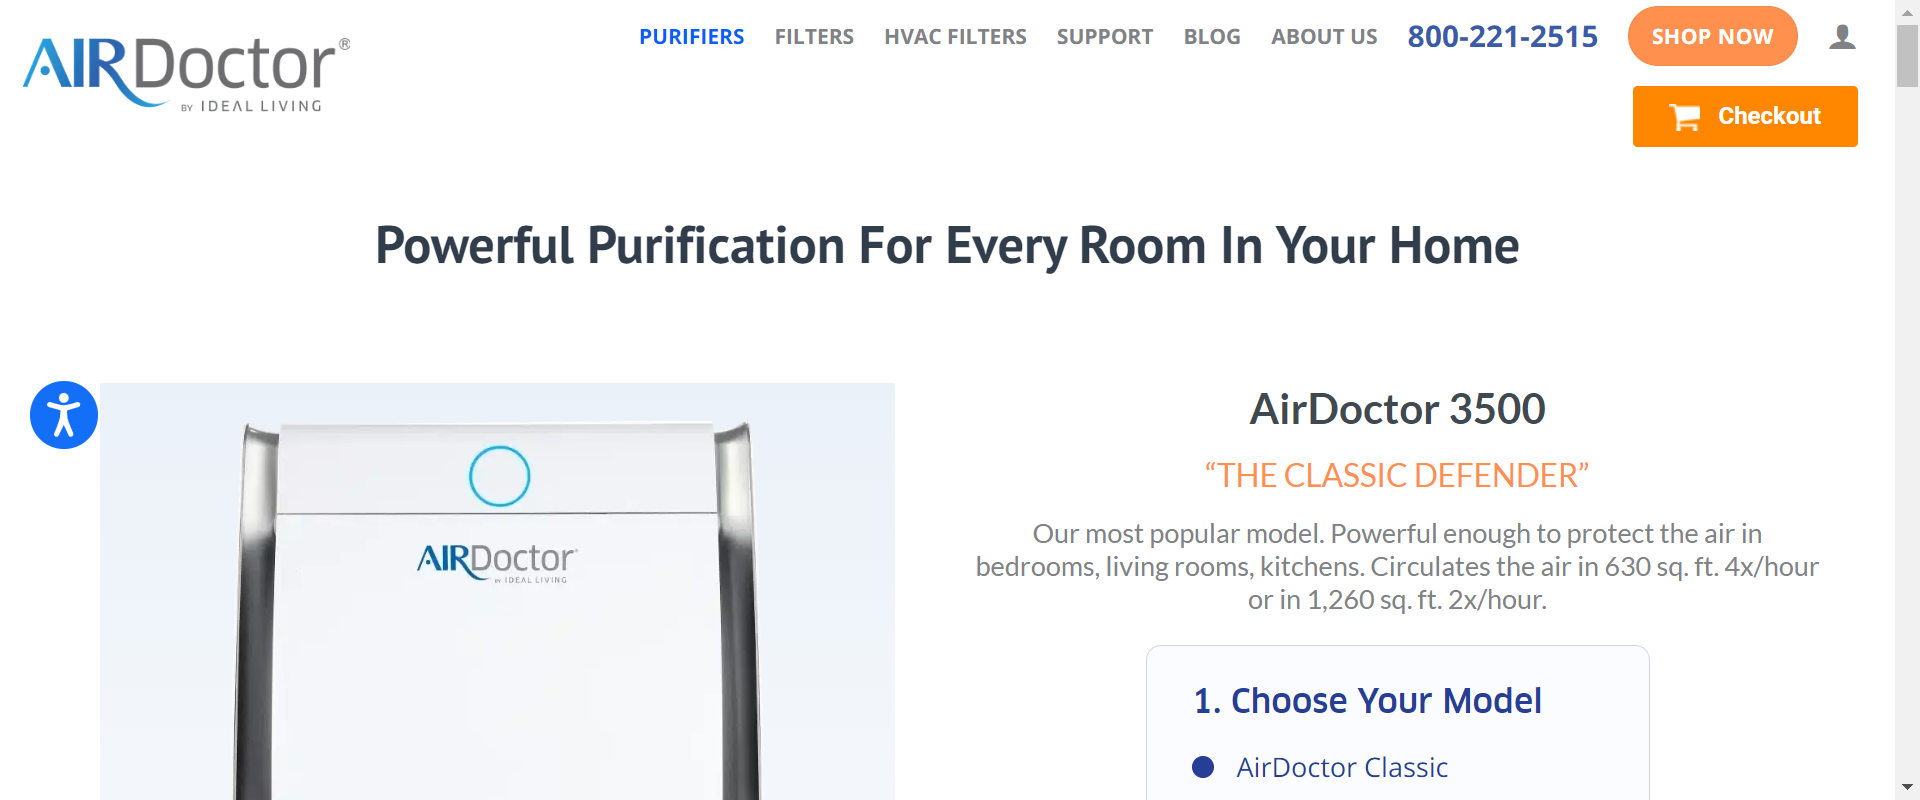 AIRDoctor®
BY IDEAL LIVING
PURIFIERS FILTERS HVAC FILTERS SUPPORT BLOG ABOUT US 800-221-2515 SHOP NOW
Checkout
Powerful Purification For Every Room In Your Home
AIRDoctor
BY IDEAL LIVING
AirDoctor 3500
“THE CLASSIC DEFENDER”
Our most popular model. Powerful enough to protect the air in
bedrooms, living rooms, kitchens. Circulates the air in 630 sq. ft. 4x/hour
or in 1,260 sq. ft. 2x/hour.
1. Choose Your Model
AirDoctor Classic